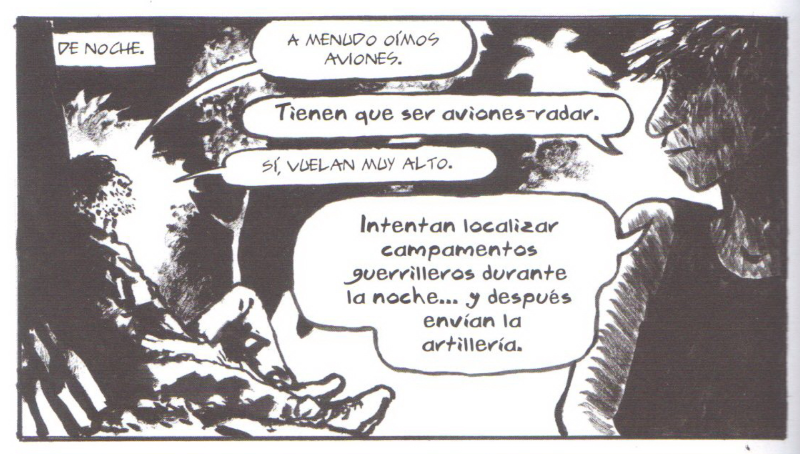 DE NOCHE.
A MENUDO OÍMOS
AVIONES.
Tienen que ser aviones-radar.
SÍ, VUELAN MUY ALTO.
Intentan localizar
campamentos
guerrilleros durante
la noche... y después
envían la
artillería.